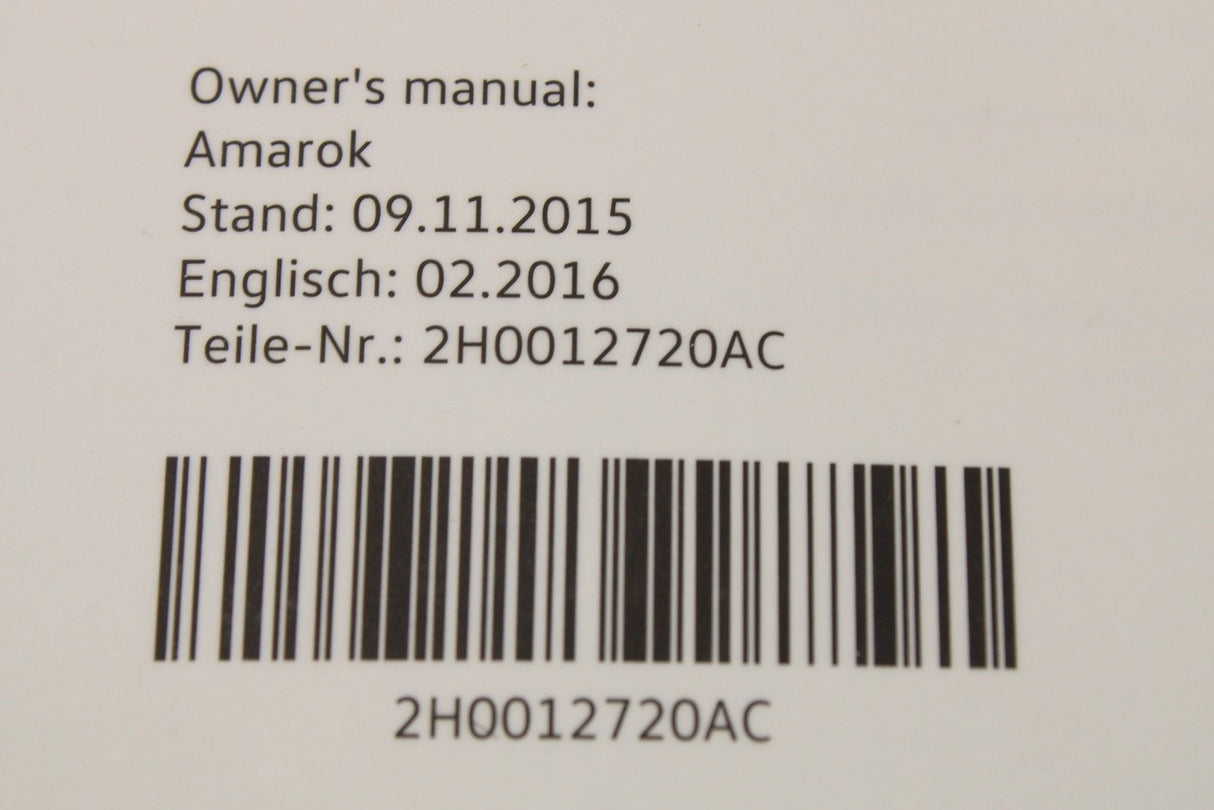 Owner's manual:
Amarok
Stand: 09.11.2015
Englisch: 02.2016
Teile-Nr.: 2H0012720AC
2H0012720AC